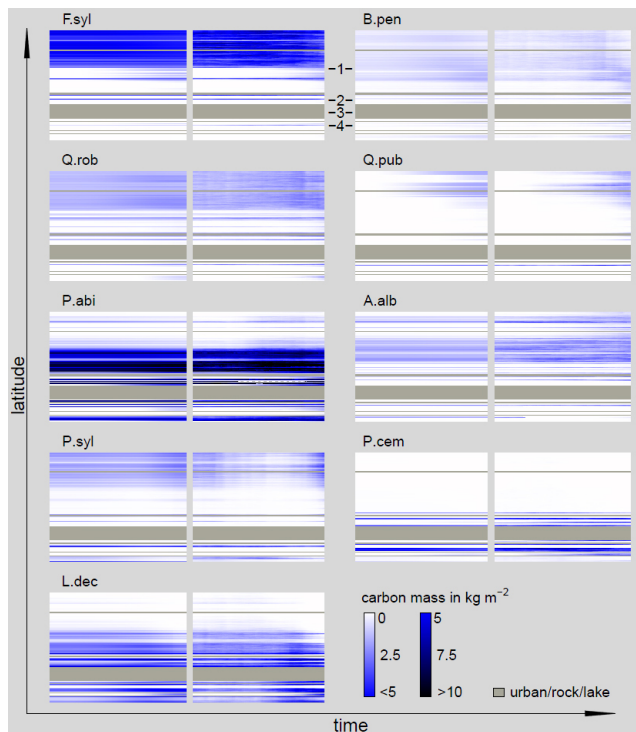 F.syl
B.pen
1
2
3
4
Q.rob
Q.pub
P.abi
A.alb
P.syl
P.cem
L.dec
carbon mass in kg m⁻²
0 5
2.5 7.5
<5 >10
urban/rock/lake
latitude
time